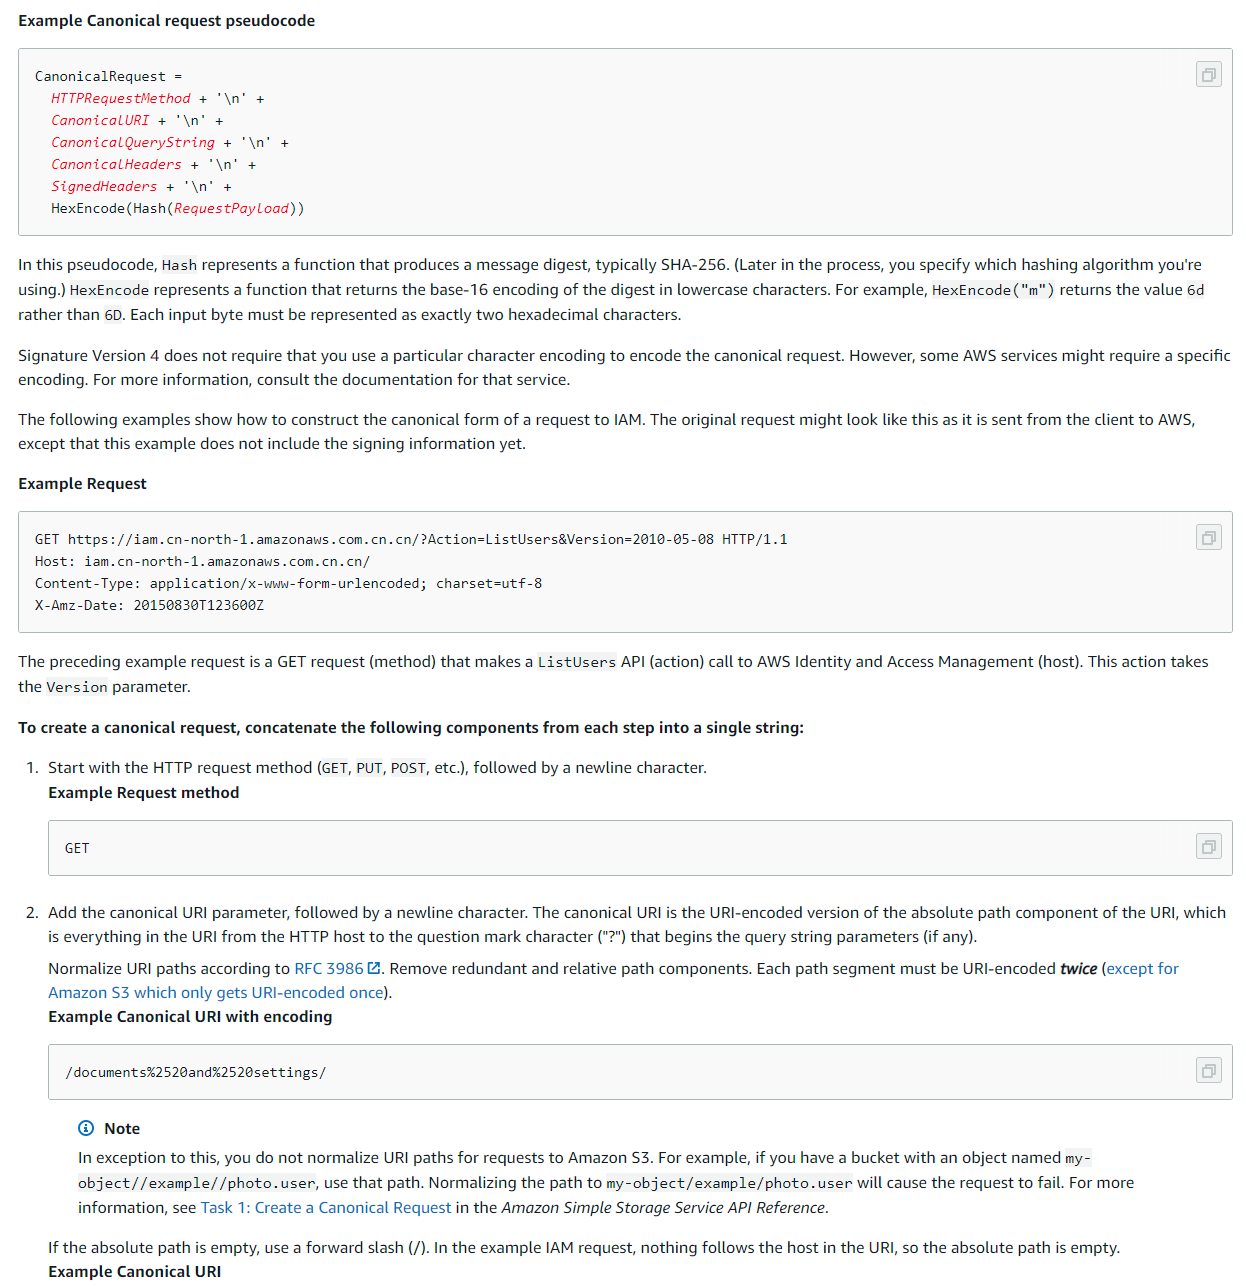 Example Canonical request pseudocode
CanonicalRequest =
HTTPRequestMethod + '\n' +
CanonicalURI + '\n' +
CanonicalQueryString + '\n' +
CanonicalHeaders + '\n' +
SignedHeaders + '\n' +
HexEncode(Hash(RequestPayload))
In this pseudocode, Hash represents a function that produces a message digest, typically SHA-256. (Later in the process, you specify which hashing algorithm you're
using.) HexEncode represents a function that returns the base-16 encoding of the digest in lowercase characters. For example, HexEncode("m") returns the value 6d
rather than 6D. Each input byte must be represented as exactly two hexadecimal characters.
Signature Version 4 does not require that you use a particular character encoding to encode the canonical request. However, some AWS services might require a specific
encoding. For more information, consult the documentation for that service.
The following examples show how to construct the canonical form of a request to IAM. The original request might look like this as it is sent from the client to AWS,
except that this example does not include the signing information yet.
Example Request
GET https://iam.cn-north-1.amazonaws.com.cn.cn/?Action=ListUsers&Version=2010-05-08 HTTP/1.1
Host: iam.cn-north-1.amazonaws.com.cn.cn/
Content-Type: application/x-www-form-urlencoded; charset=utf-8
X-Amz-Date: 20150830T123600Z
The preceding example request is a GET request (method) that makes a ListUsers API (action) call to AWS Identity and Access Management (host). This action takes
the Version parameter.
To create a canonical request, concatenate the following components from each step into a single string:
1. Start with the HTTP request method (GET, PUT, POST, etc.), followed by a newline character.
Example Request method
GET
2. Add the canonical URI parameter, followed by a newline character. The canonical URI is the URI-encoded version of the absolute path component of the URI, which
is everything in the URI from the HTTP host to the question mark character ("?") that begins the query string parameters (if any).
Normalize URI paths according to RFC 3986. Remove redundant and relative path components. Each path segment must be URI-encoded twice (except for
Amazon S3 which only gets URI-encoded once).
Example Canonical URI with encoding
/documents%2520and%2520settings/
Note
In exception to this, you do not normalize URI paths for requests to Amazon S3. For example, if you have a bucket with an object named my-
object//example//photo.user, use that path. Normalizing the path to my-object/example/photo.user will cause the request to fail. For more
information, see Task 1: Create a Canonical Request in the Amazon Simple Storage Service API Reference.
If the absolute path is empty, use a forward slash (/). In the example IAM request, nothing follows the host in the URI, so the absolute path is empty.
Example Canonical URI